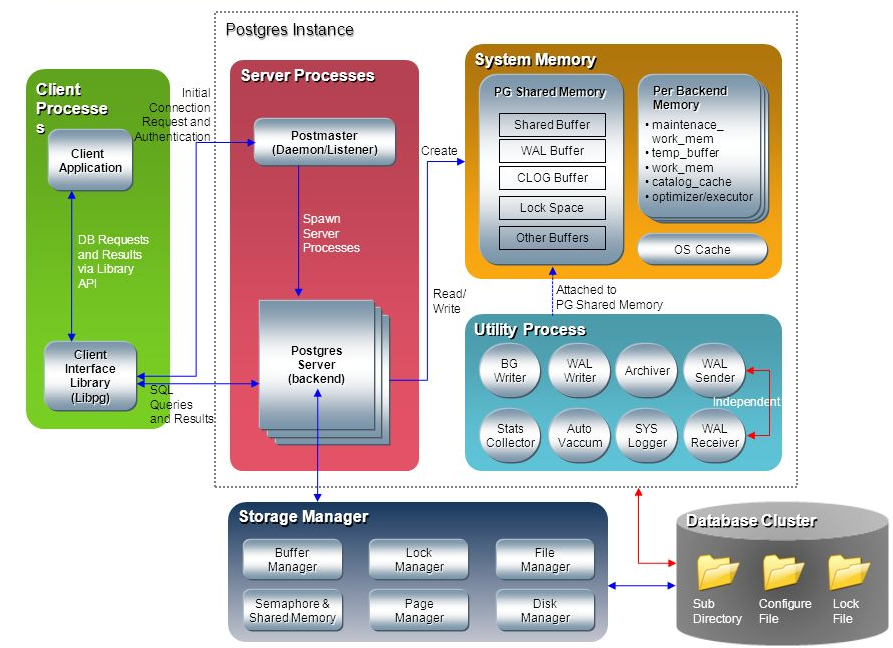 Postgres Instance
Client
Processe
s
Client
Application
DB Requests
and Results
via Library
API
Client
Interface
Library
(Libpg)
Initial
Connection
Request and
Authentication
SQL
Queries
and Results
Server Processes
Postmaster
(Daemon/Listener)
Spawn
Server
Processes
Postgres
Server
(backend)
Create
Read/
Write
System Memory
PG Shared Memory
Shared Buffer
WAL Buffer
CLOG Buffer
Lock Space
Other Buffers
Per Backend
Memory
• maintenace_
work_mem
• temp_buffer
• work_mem
• catalog_cache
• optimizer/executor
OS Cache
Attached to
PG Shared Memory
Utility Process
BG
Writer
WAL
Writer
Archiver
WAL
Sender
Independent
Stats
Collector
Auto
Vaccum
SYS
Logger
WAL
Receiver
Storage Manager
Buffer
Manager
Lock
Manager
File
Manager
Semaphore &
Shared Memory
Page
Manager
Disk
Manager
Database Cluster
Sub
Directory
Configure
File
Lock
File